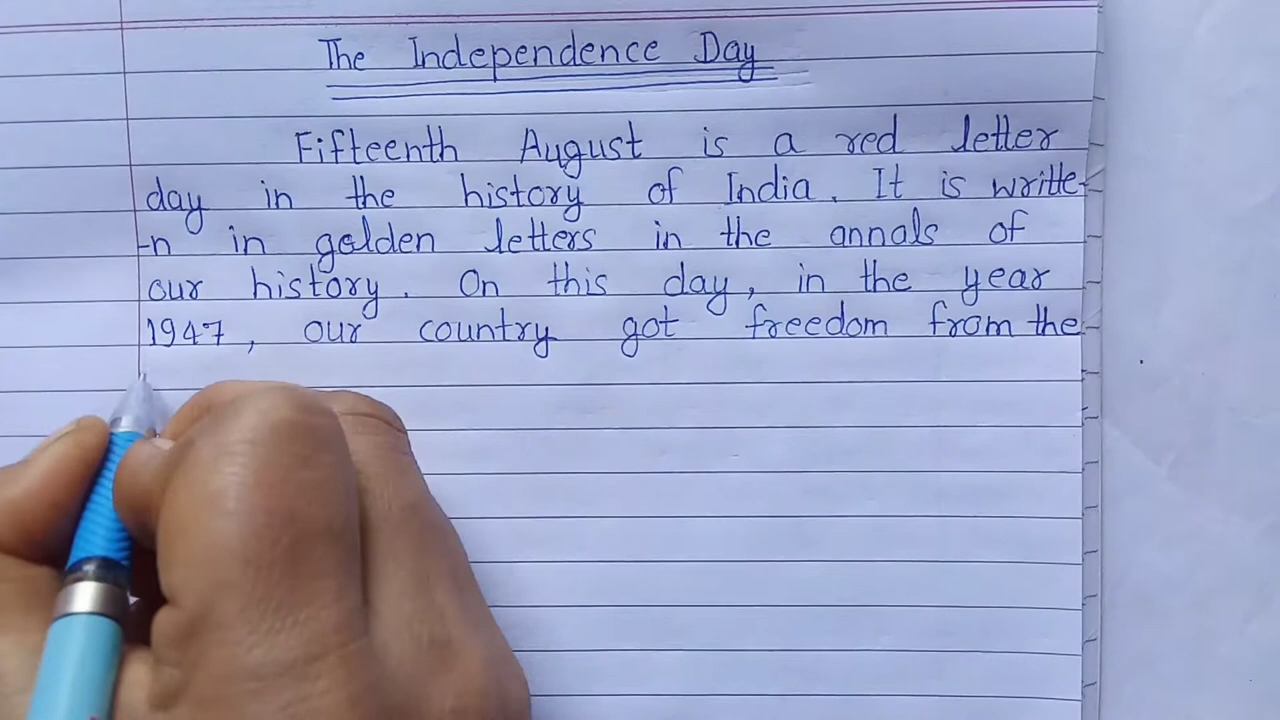 The Independence Day
Fifteenth August is a red letter
day in the history of India. It is writte-
-n in golden letters in the annals of
our history. On this day, in the year
1947, our country got freedom from the